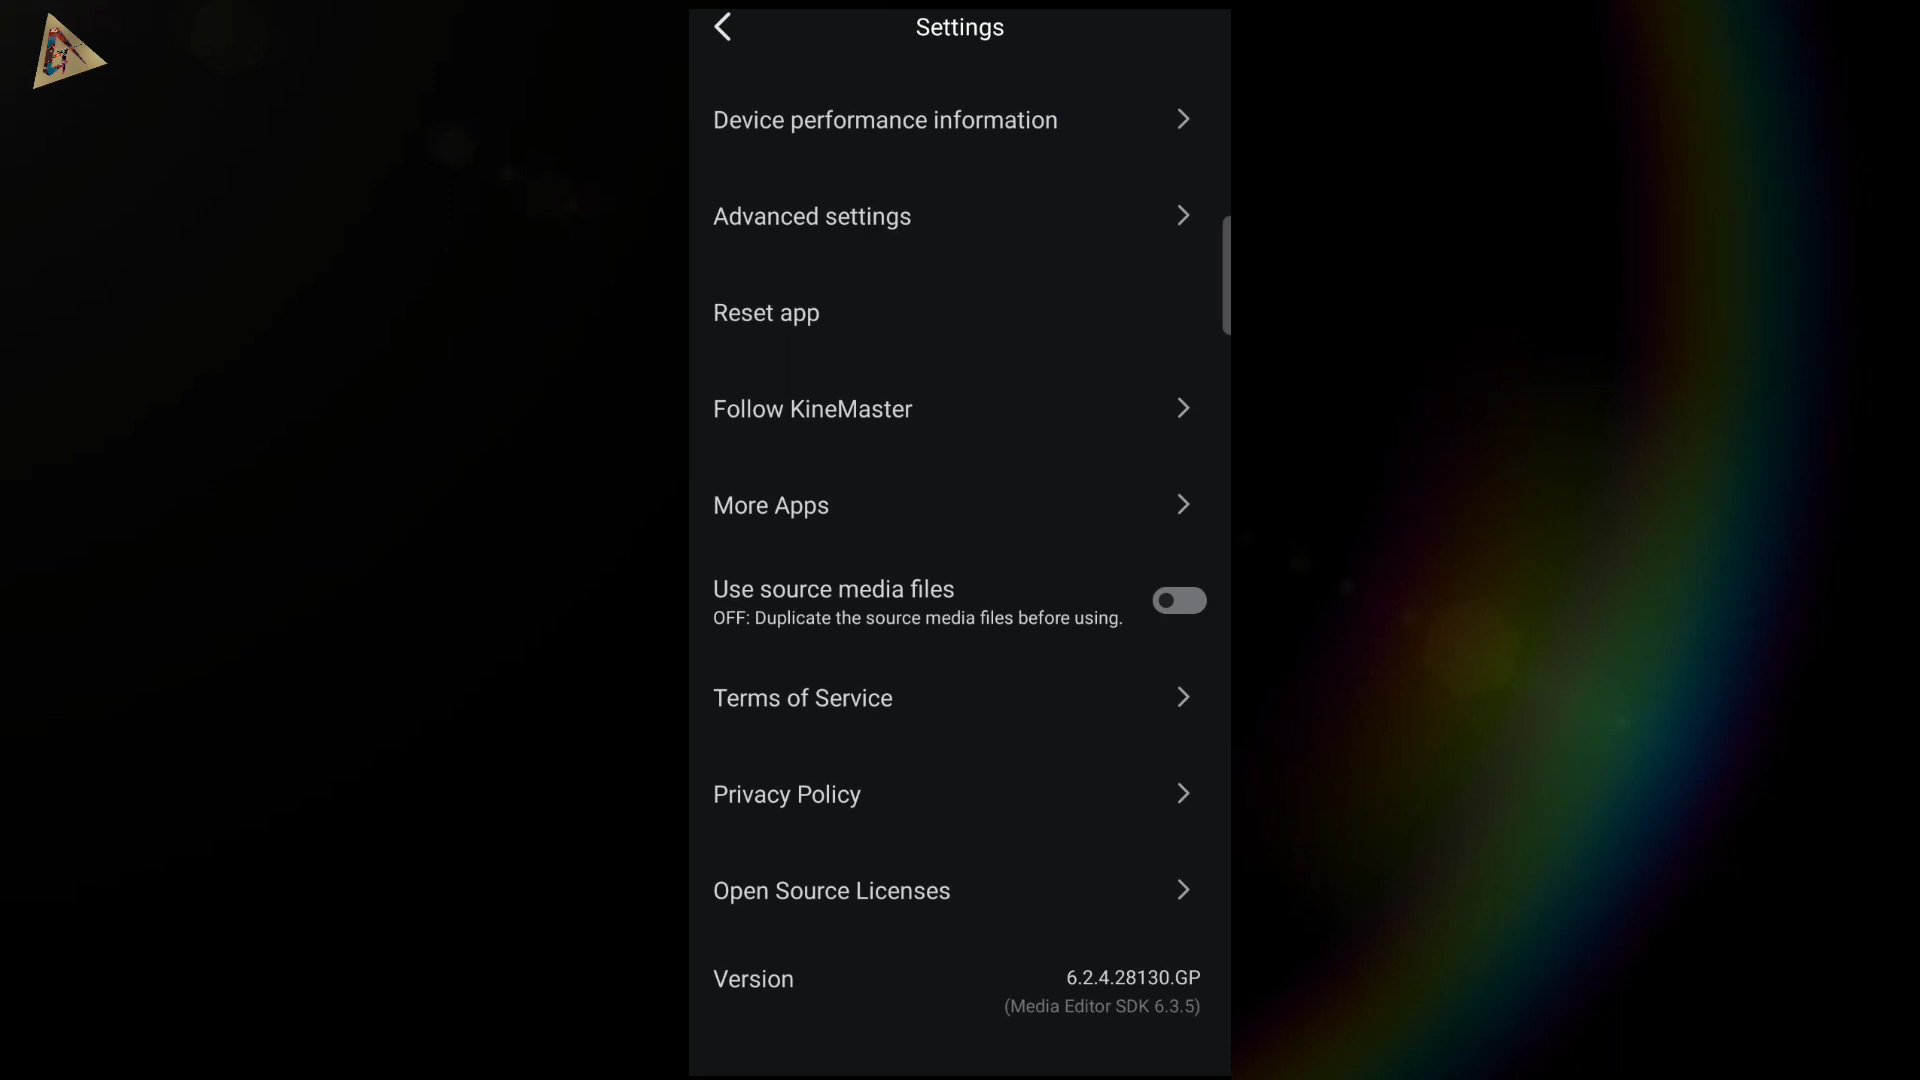 Settings
Device performance information
Advanced settings
Reset app
Follow KineMaster
More Apps
Use source media files
OFF: Duplicate the source media files before using.
Terms of Service
Privacy Policy
Open Source Licenses
Version
6.2.4.28130.GP
(Media Editor SDK 6.3.5)